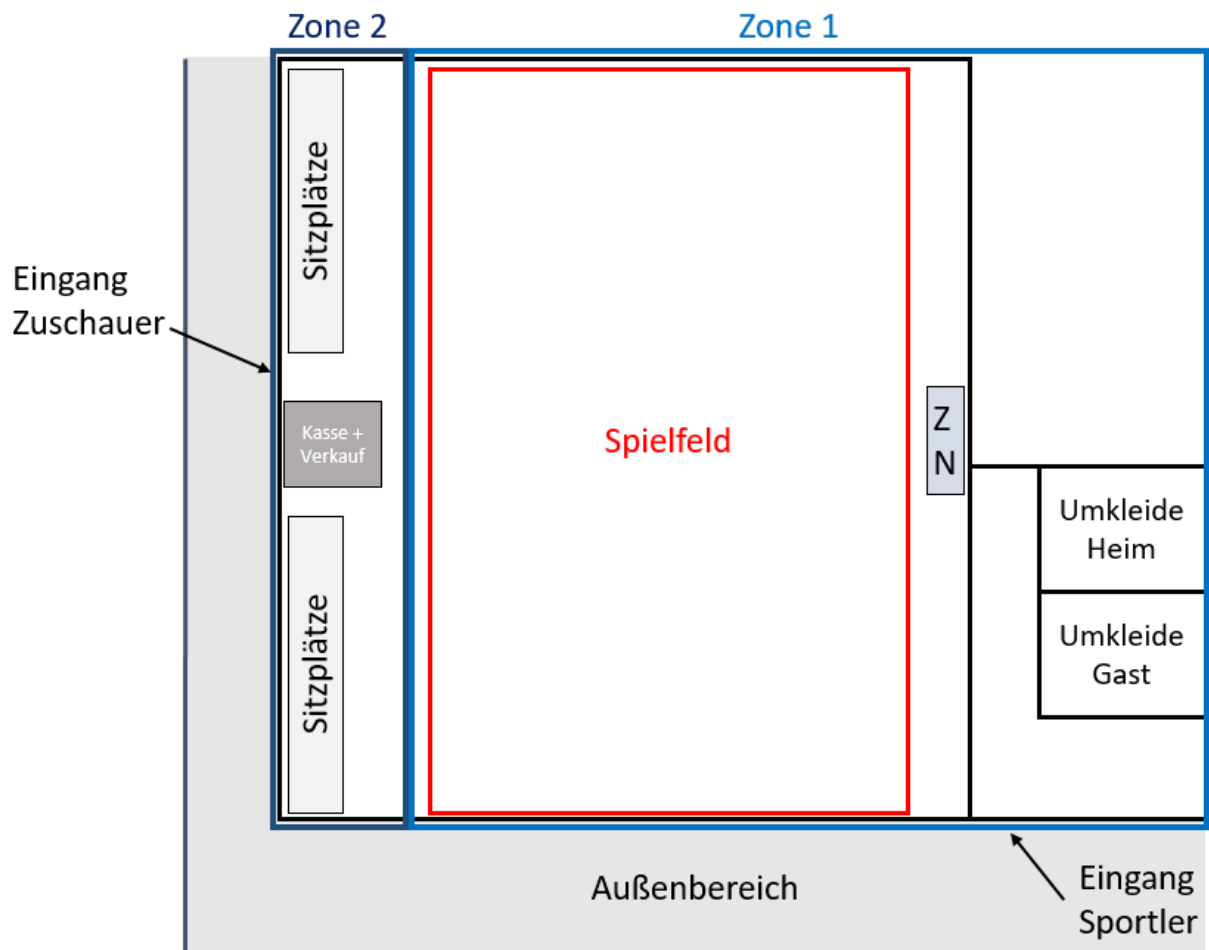 Zone 2
Zone 1
Sitzplätze
Eingang
Zuschauer
Kasse +
Verkauf
Spielfeld
Z
N
Umkleide
Heim
Umkleide
Gast
Sitzplätze
Außenbereich
Eingang
Sportler